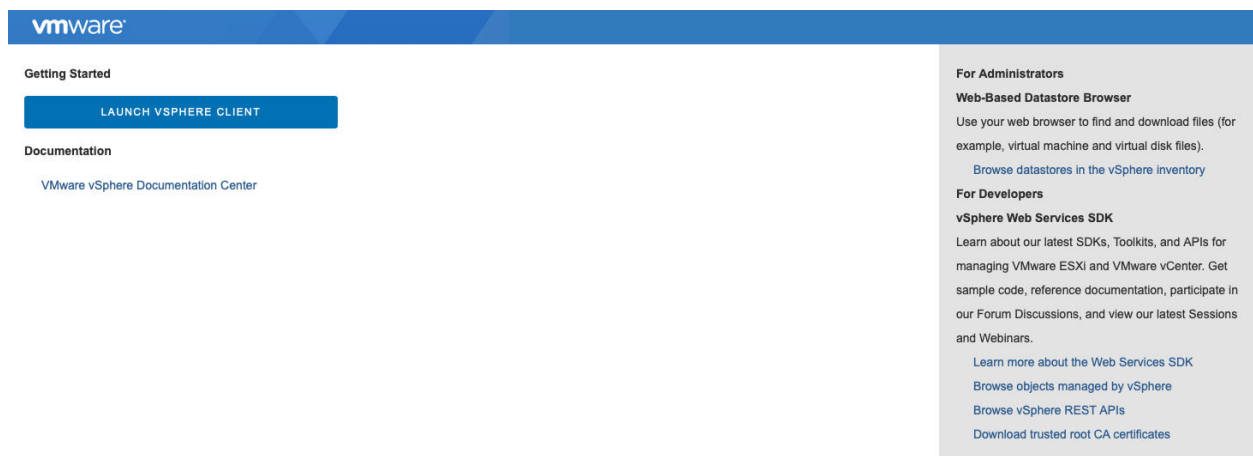 vmware
Getting Started
LAUNCH VSPHERE CLIENT
Documentation
VMware vSphere Documentation Center
For Administrators
Web-Based Datastore Browser
Use your web browser to find and download files (for
example, virtual machine and virtual disk files).
Browse datastores in the vSphere inventory
For Developers
vSphere Web Services SDK
Learn about our latest SDKs, Toolkits, and APIs for
managing VMware ESXi and VMware vCenter. Get
sample code, reference documentation, participate in
our Forum Discussions, and view our latest Sessions
and Webinars.
Learn more about the Web Services SDK
Browse objects managed by vSphere
Browse vSphere REST APIs
Download trusted root CA certificates